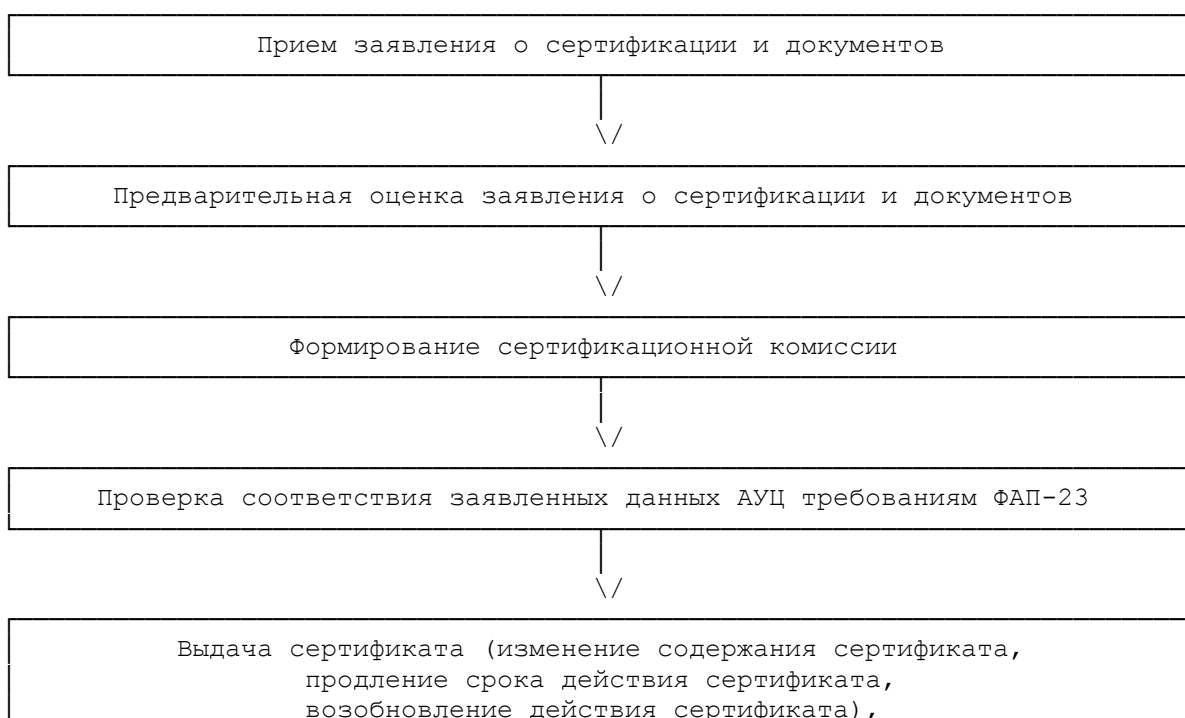 Прием заявления о сертификации и документов
\/
Предварительная оценка заявления о сертификации и документов
\/
Формирование сертификационной комиссии
\/
Проверка соответствия заявленных данных АУЦ требованиям ФАП-23
\/
Выдача сертификата (изменение содержания сертификата,
продление срока действия сертификата,
возобновление действия сертификата),